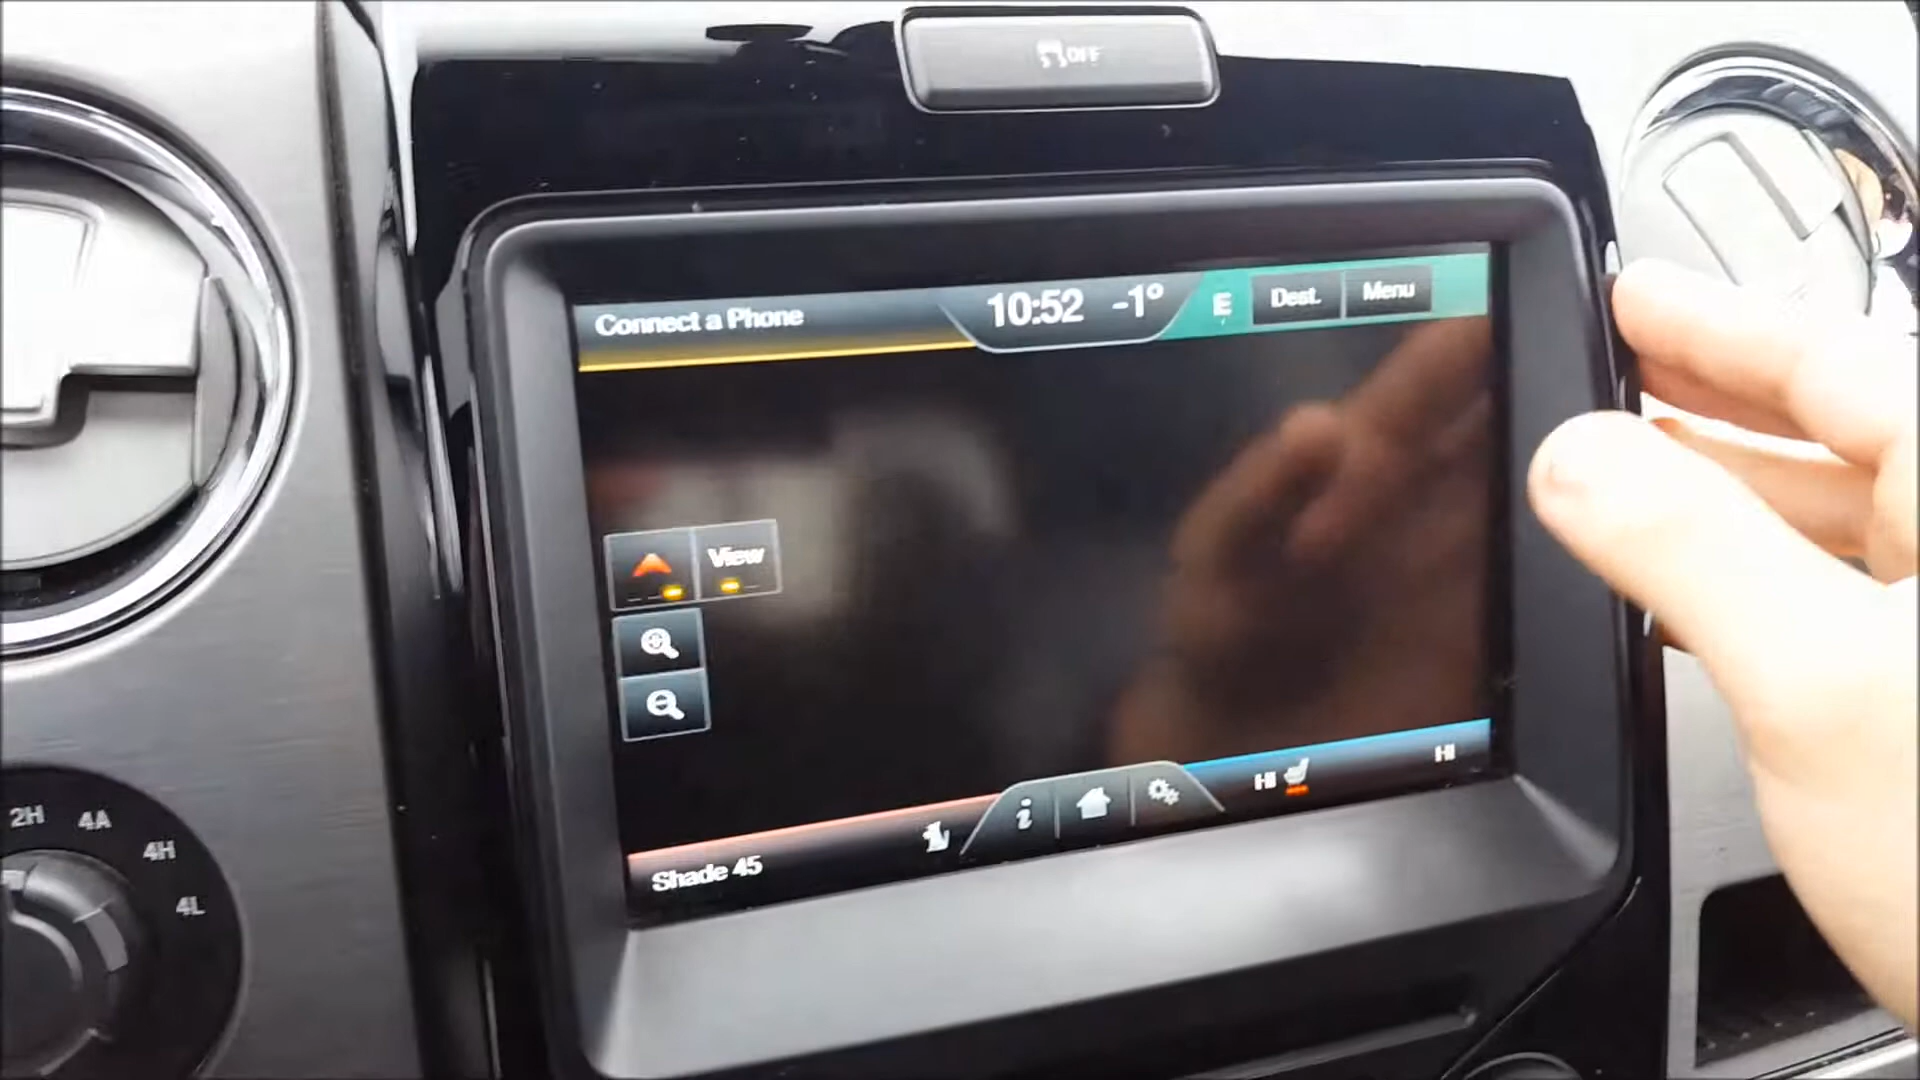 OFF
Connect a Phone
10:52 -1° E Dest. Menu
View
2H
4A
4H
4L
HI HI
Shade 45
i